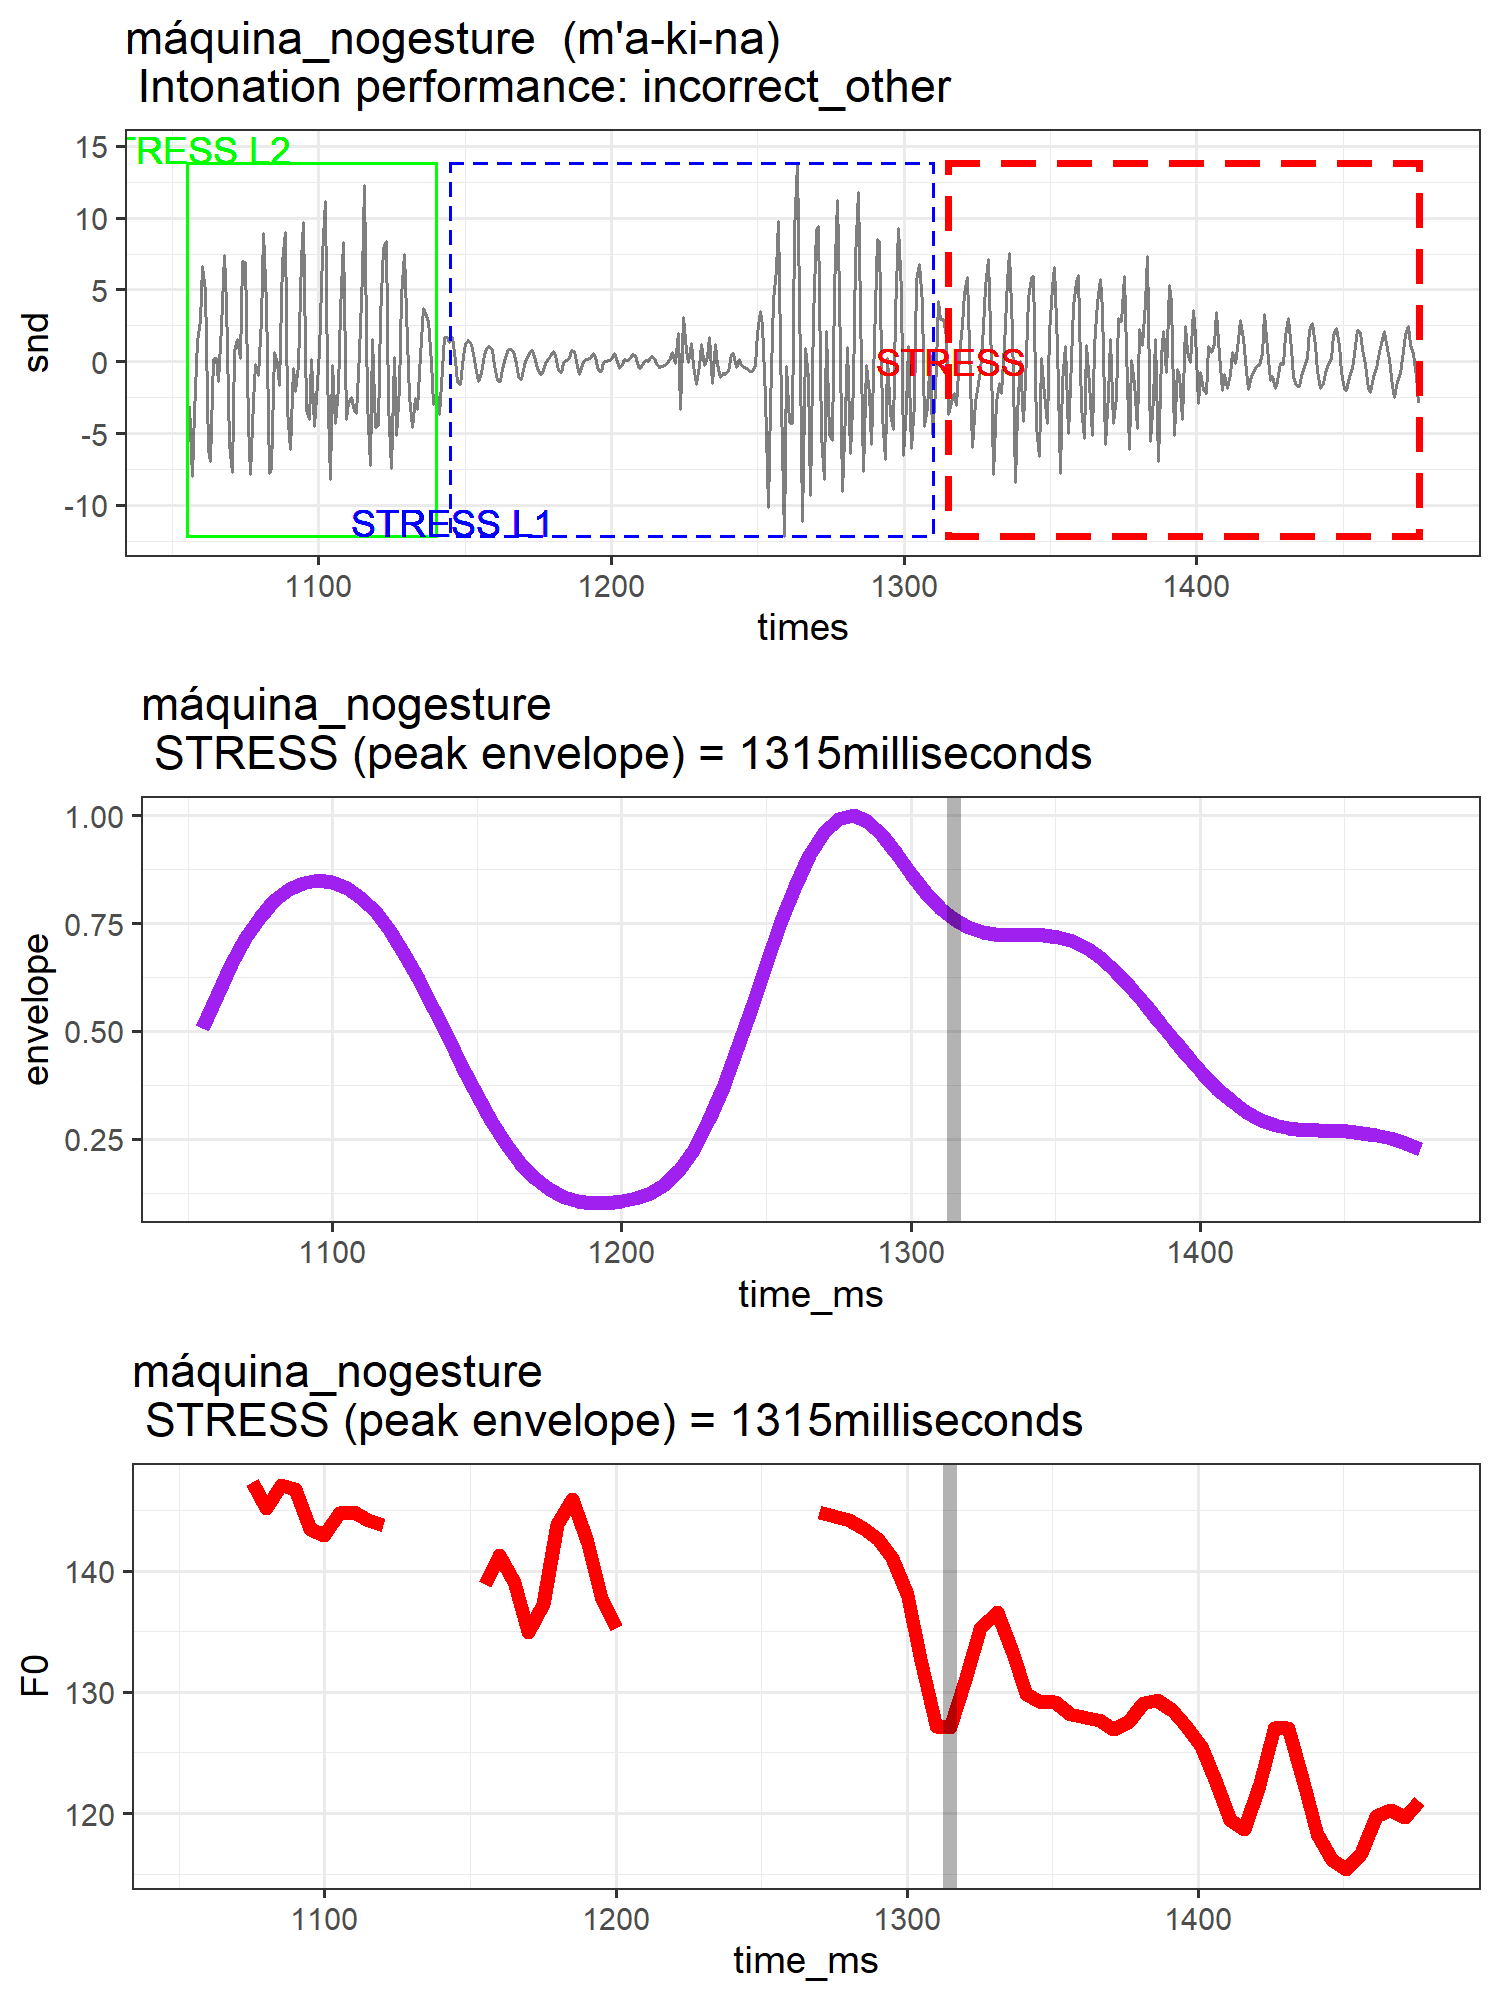 máquina_nogesture  (m'a-ki-na)
Intonation performance: incorrect_other
TRESS L2
STRESS
STRESS L1
15
10
5
0
-5
-10
snd
1100 1200 1300 1400
times
máquina_nogesture
STRESS (peak envelope) = 1315milliseconds
1.00
0.75
0.50
0.25
envelope
1100 1200 1300 1400
time_ms
máquina_nogesture
STRESS (peak envelope) = 1315milliseconds
140
130
120
F0
1100 1200 1300 1400
time_ms